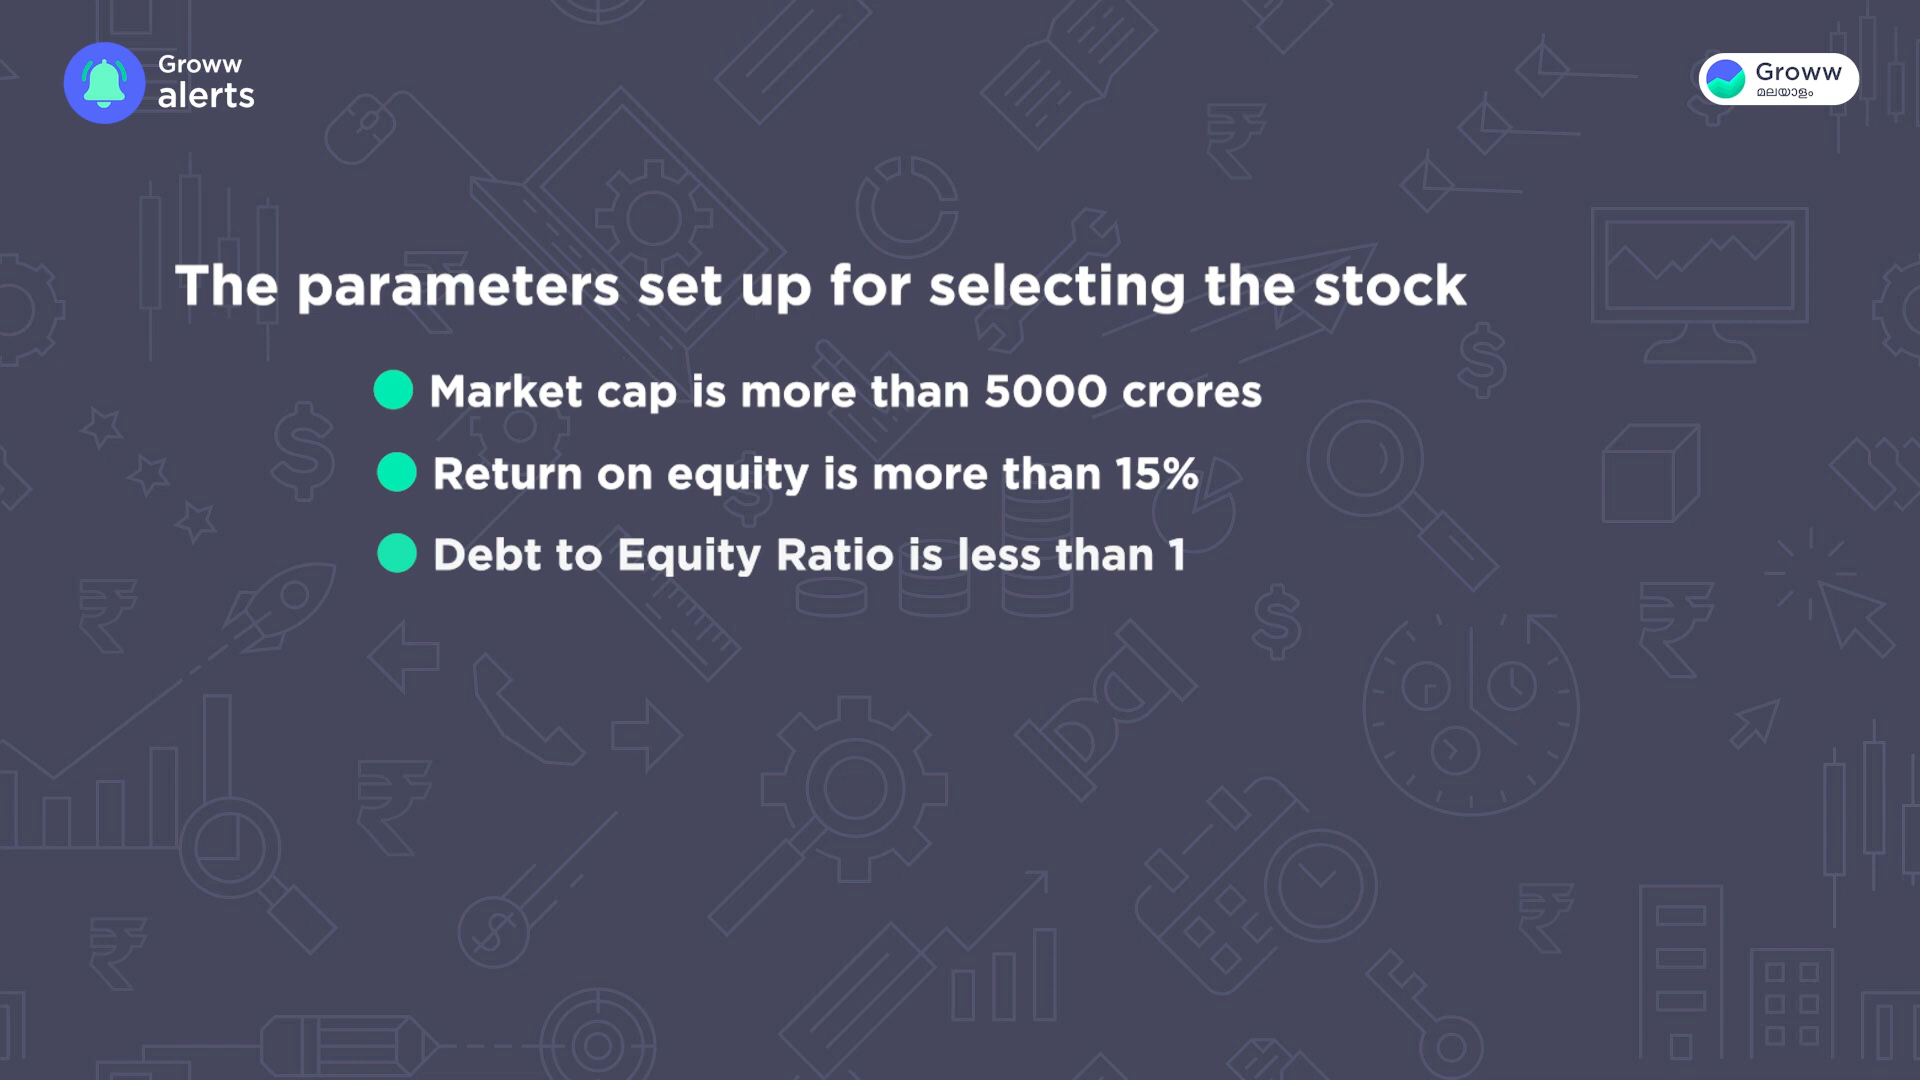 Groww
alerts
Groww
മലയാളം
The parameters set up for selecting the stock
Market cap is more than 5000 crores
Return on equity is more than 15%
Debt to Equity Ratio is less than 1